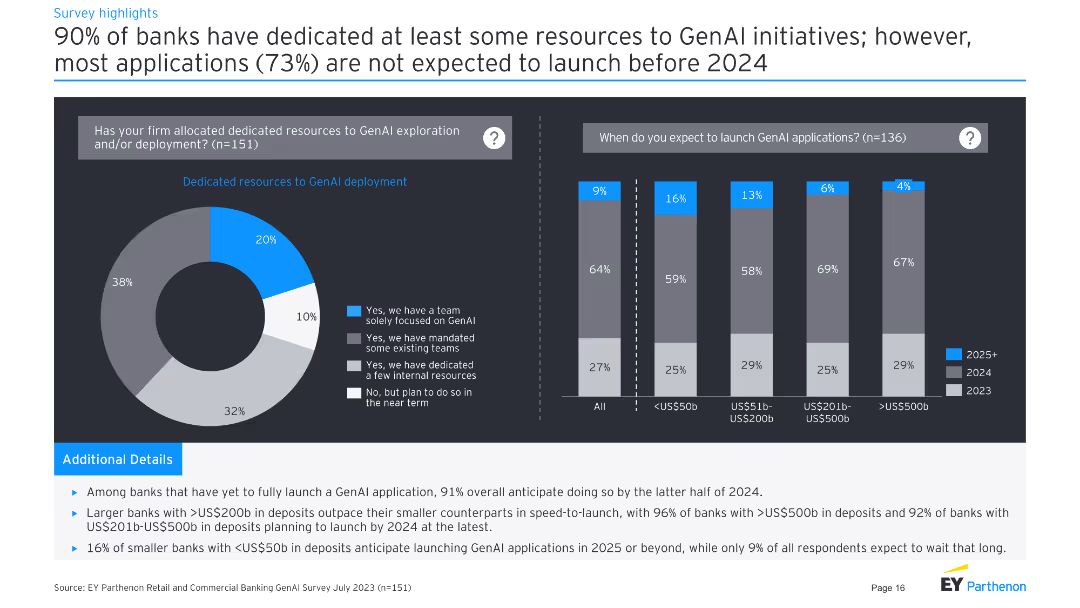 Survey highlights
90% of banks have dedicated at least some resources to GenAI initiatives; however,
most applications (73%) are not expected to launch before 2024
Has your firm allocated dedicated resources to GenAI exploration
and/or deployment? (n=151)
?
Dedicated resources to GenAI deployment
20%
10%
32%
38%
Yes, we have a team
solely focused on GenAI
Yes, we have mandated
some existing teams
Yes, we have dedicated
a few internal resources
No, but plan to do so in
the near term
When do you expect to launch GenAI applications? (n=136)
?
9% 16% 13% 6% 4%
64% 59% 58% 69% 67%
27% 25% 29% 25% 29%
All <US$50b US$51b- US$201b- >US$500b
US$200b US$500b
2025+
2024
2023
Additional Details
► Among banks that have yet to fully launch a GenAI application, 91% overall anticipate doing so by the latter half of 2024.
► Larger banks with >US$200b in deposits outpace their smaller counterparts in speed-to-launch, with 96% of banks with >US$500b in deposits and 92% of banks with
US$201b-US$500b in deposits planning to launch by 2024 at the latest.
► 16% of smaller banks with <US$50b in deposits anticipate launching GenAI applications in 2025 or beyond, while only 9% of all respondents expect to wait that long.
Source: EY Parthenon Retail and Commercial Banking GenAI Survey July 2023 (n=151)
Page 16
EY Parthenon